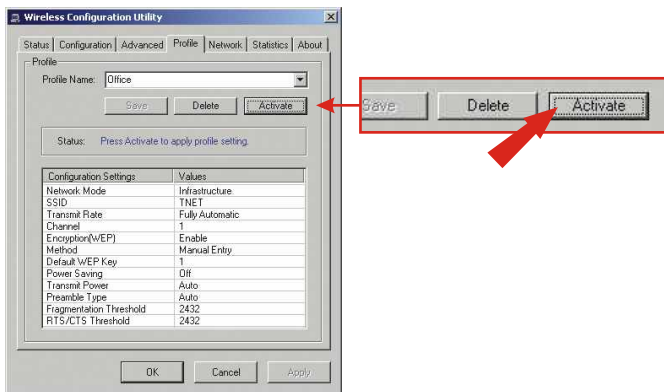 Wireless Configuration Utility
Status Configuration Advanced Profile Network Statistics About
Profile
Profile Name: Office
Save Delete Activate
Status: Press Activate to apply profile setting.
Configuration Settings Values
Network Mode Infrastructure
SSID TNET
Transmit Rate Fully Automatic
Channel 1
Encryption(WEP) Enable
Method Manual Entry
Default WEP Key 1
Power Saving Off
Transmit Power Auto
Preamble Type Auto
Fragmentation Threshold 2432
RTS/CTS Threshold 2432
OK Cancel Apply
Save Delete Activate